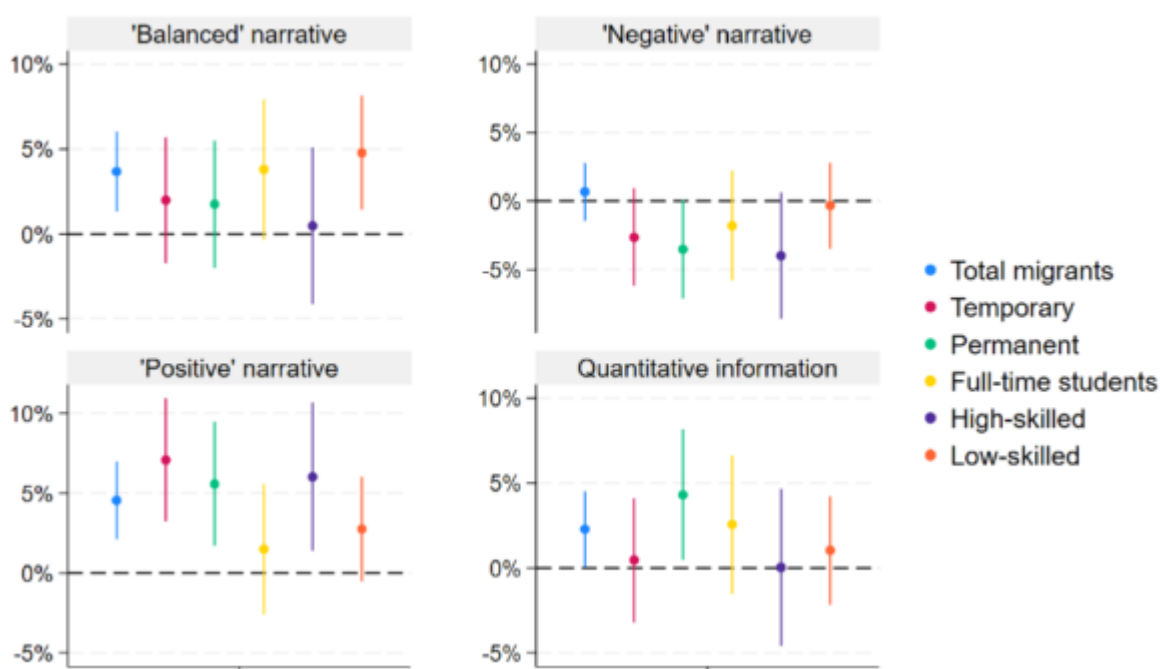 'Balanced' narrative
10%
5%
0%
-5%
'Negative' narrative
10%
5%
0%
-5%
'Positive' narrative
10%
5%
0%
-5%
Quantitative information
10%
5%
0%
-5%
Total migrants
Temporary
Permanent
Full-time students
High-skilled
Low-skilled